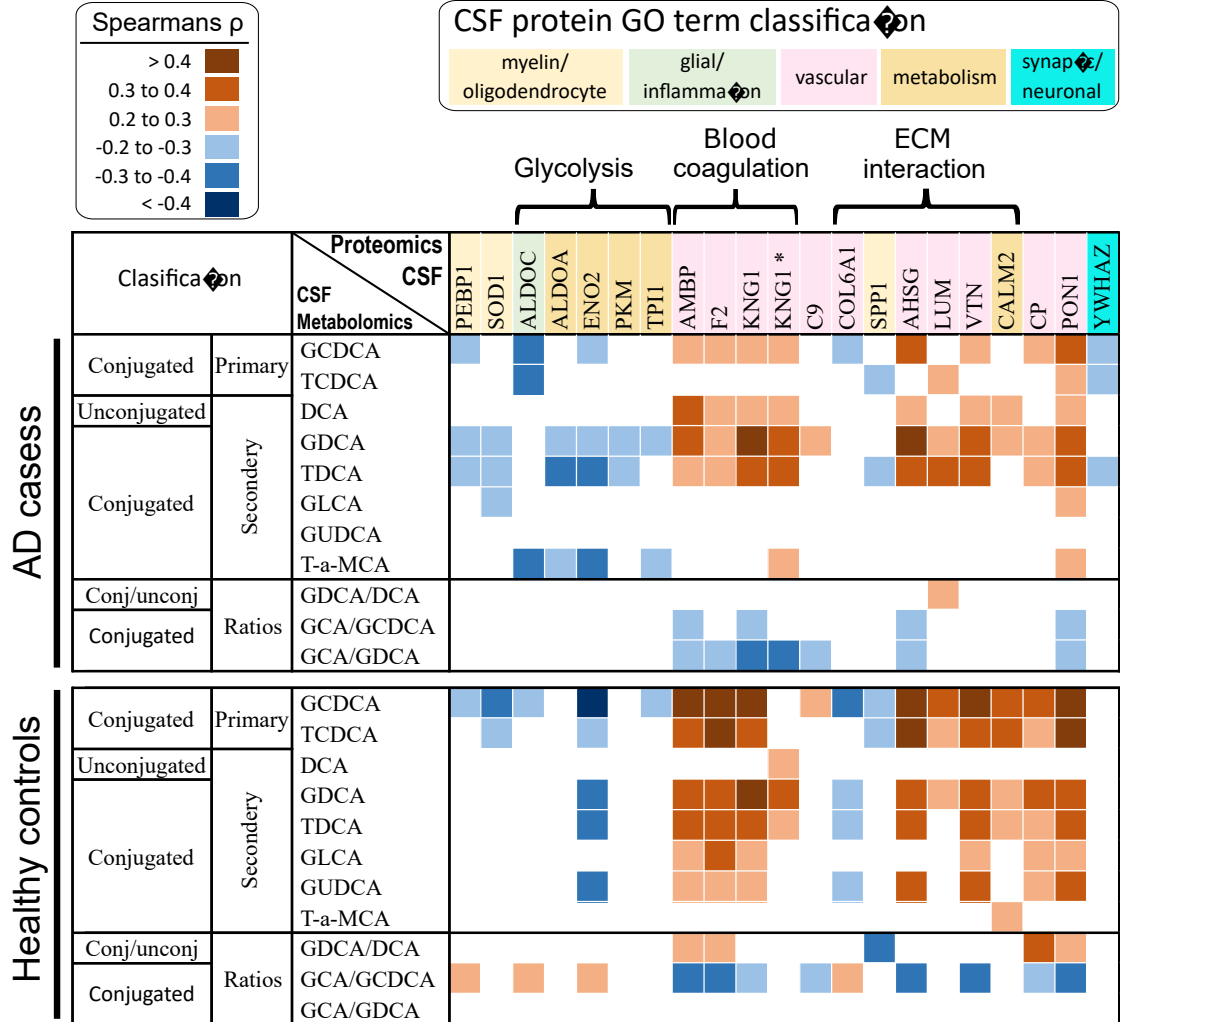 Spearmans ρ
> 0.4
0.3 to 0.4
0.2 to 0.3
-0.2 to -0.3
-0.3 to -0.4
< -0.4
CSF protein GO term classifica�on
myelin/
oligodendrocyte
glial/
inflamma�on
vascular
metabolism
synap�c/
neuronal
Glycolysis
Blood
coagulation
ECM
interaction
Clasifica�on
Proteomics
CSF
CSF
Metabolomics
PEBP1
SOD1
ALDOC
ALDOA
ENO2
PKM
TPI1
AMBP
F2
KNG1
KNG1 *
C9
COL6A1
SPP1
AHSG
LUM
VTN
CALM2
CP
PON1
YWHAZ
AD casess
Conjugated
Primary
GCDCA
TCDCA
Unconjugated
DCA
Conjugated
Secondery
GDCA
TDCA
GLCA
GUDCA
T-a-MCA
Conj/unconj
GDCA/DCA
Conjugated
Ratios
GCA/GCDCA
GCA/GDCA
Healthy controls
Conjugated
Primary
GCDCA
TCDCA
Unconjugated
DCA
Conjugated
Secondery
GDCA
TDCA
GLCA
GUDCA
T-a-MCA
Conj/unconj
GDCA/DCA
Conjugated
Ratios
GCA/GCDCA
GCA/GDCA